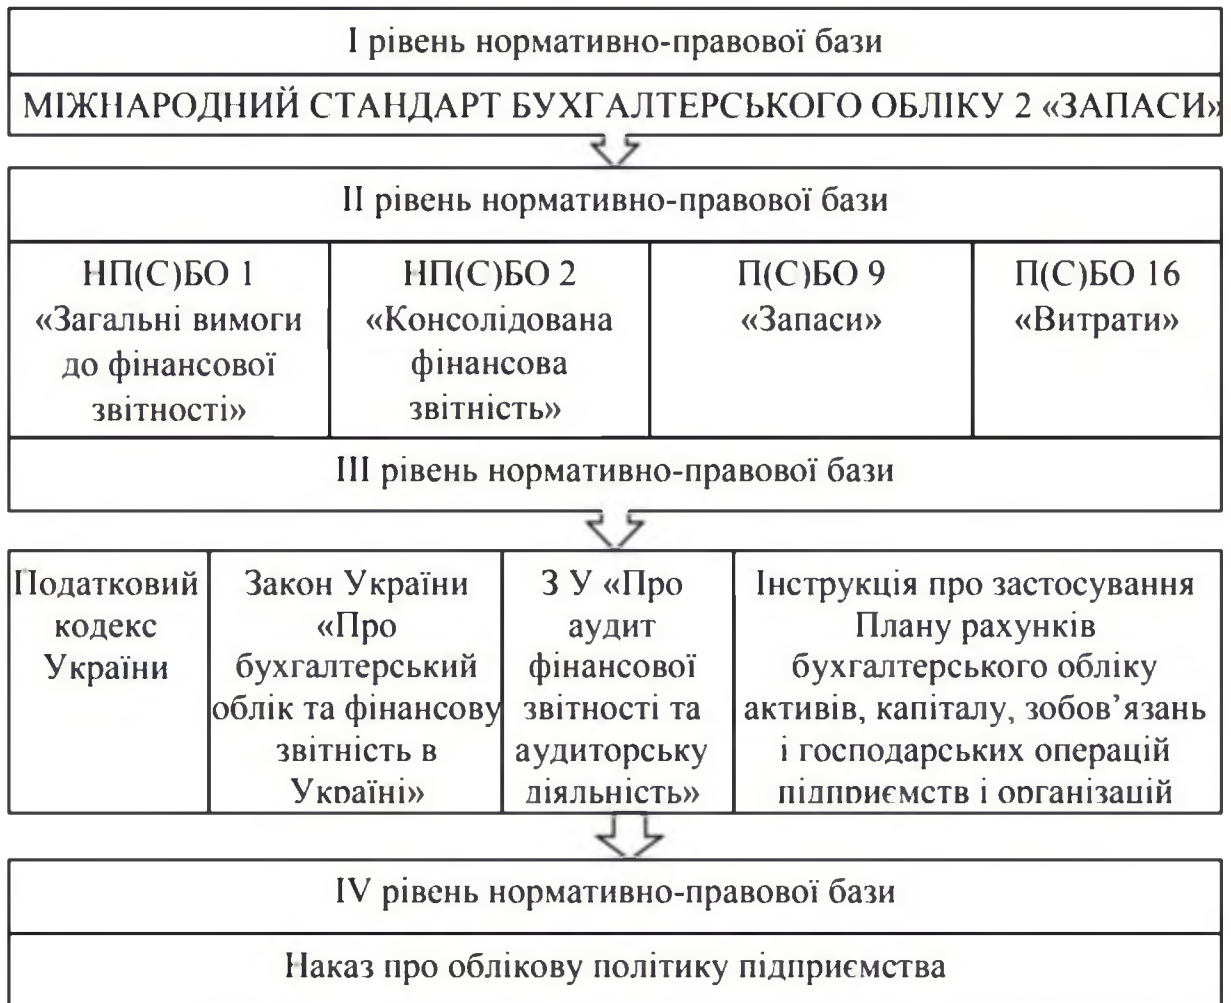 І рівень нормативно-правової бази
МІЖНАРОДНИЙ СТАНДАРТ БУХГАЛТЕРСЬКОГО ОБЛІКУ 2 «ЗАПАСИ»
ІІ рівень нормативно-правової бази
НП(С)БО 1
«Загальні вимоги
до фінансової
звітності»
НП(С)БО 2
«Консолідована
фінансова
звітність»
П(С)БО 9
«Запаси»
П(С)БО 16
«Витрати»
ІІІ рівень нормативно-правової бази
Податковий
кодекс
України
Закон України
«Про
бухгалтерський
облік та фінансову
звітність в
Україні»
З У «Про
аудит
фінансової
звітності та
аудиторську
діяльність»
Інструкція про застосування
Плану рахунків
бухгалтерського обліку
активів, капіталу, зобов’язань
і господарських операцій
підприємств і організацій
IV рівень нормативно-правової бази
Наказ про облікову політику підприємства